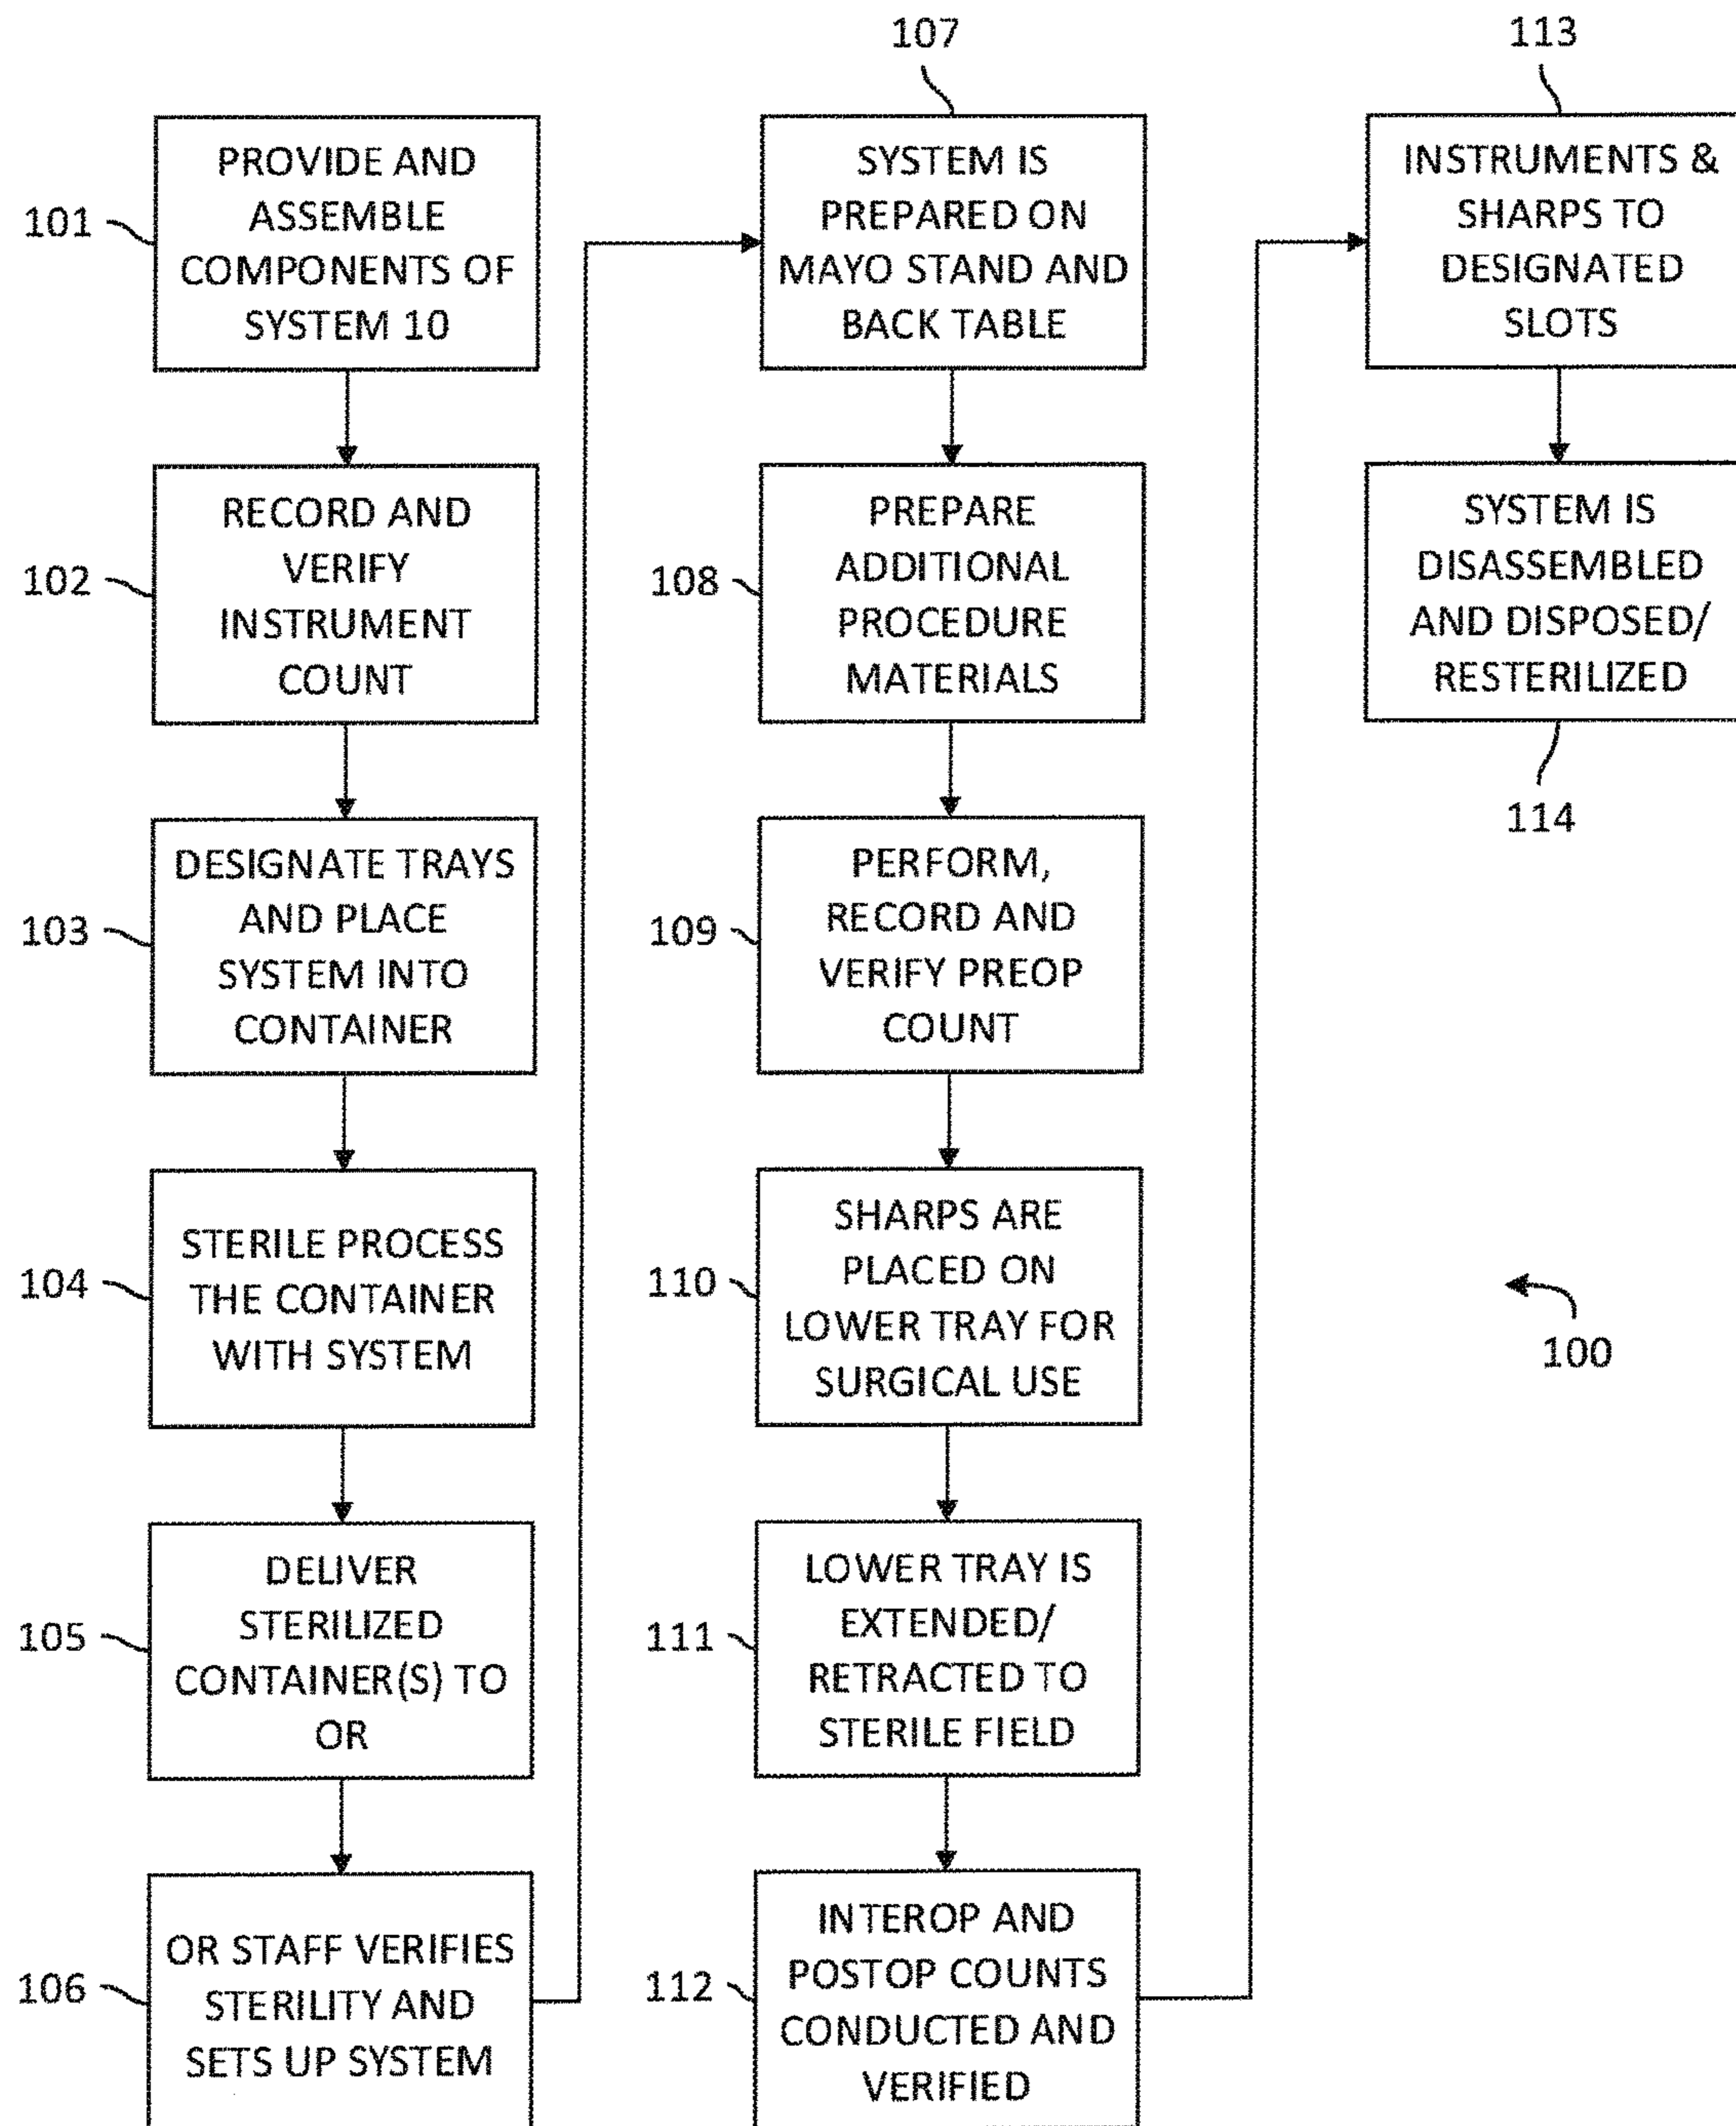 101
PROVIDE AND
ASSEMBLE
COMPONENTS OF
SYSTEM 10
102
RECORD AND
VERIFY
INSTRUMENT
COUNT
103
DESIGNATE TRAYS
AND PLACE
SYSTEM INTO
CONTAINER
104
STERILE PROCESS
THE CONTAINER
WITH SYSTEM
105
DELIVER
STERILIZED
CONTAINER(S) TO
OR
106
OR STAFF VERIFIES
STERILITY AND
SETS UP SYSTEM
107
SYSTEM IS
PREPARED ON
MAYO STAND AND
BACK TABLE
108
PREPARE
ADDITIONAL
PROCEDURE
MATERIALS
109
PERFORM,
RECORD AND
VERIFY PREOP
COUNT
110
SHARPS ARE
PLACED ON
LOWER TRAY FOR
SURGICAL USE
111
LOWER TRAY IS
EXTENDED/
RETRACTED TO
STERILE FIELD
112
INTEROP AND
POSTOP COUNTS
CONDUCTED AND
VERIFIED
113
INSTRUMENTS &
SHARPS TO
DESIGNATED
SLOTS
SYSTEM IS
DISASSEMBLED
AND DISPOSED/
RESTERILIZED
114
100